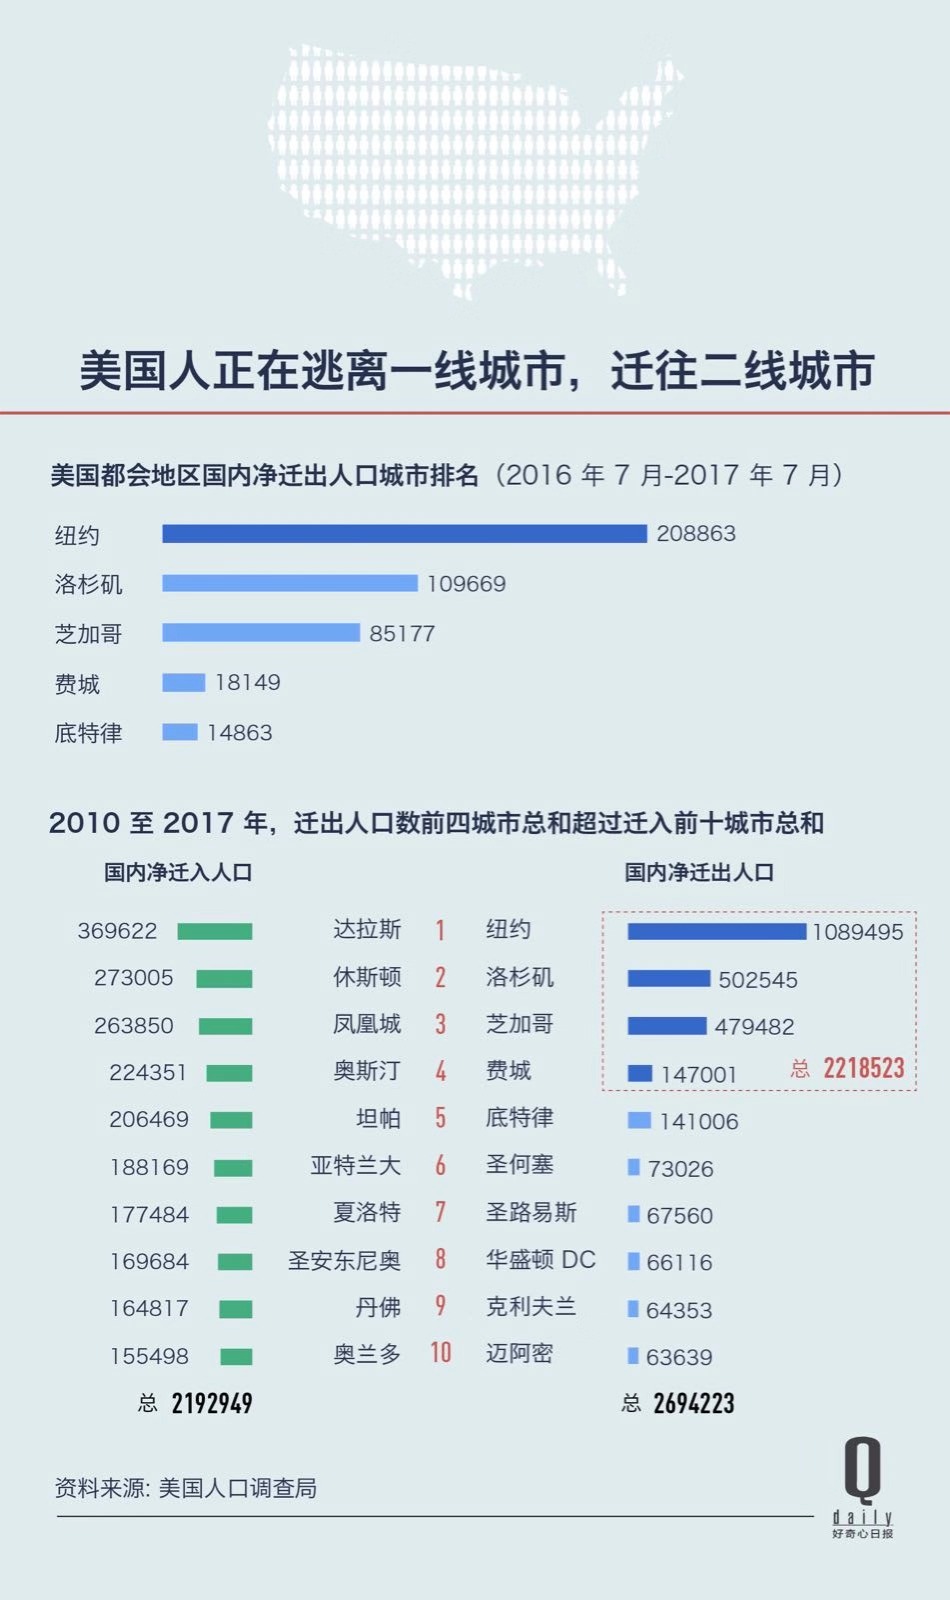 美国人正在逃离一线城市，迁往二线城市
美国都会地区国内净迁出人口城市排名（2016 年 7 月-2017 年 7 月）
纽约 208863
洛杉矶 109669
芝加哥 85177
费城 18149
底特律 14863
2010 至 2017 年，迁出人口数前四城市总和超过迁入前十城市总和
国内净迁入人口 国内净迁出人口
369622 达拉斯 1 纽约 1089495
273005 休斯顿 2 洛杉矶 502545
263850 凤凰城 3 芝加哥 479482
224351 奥斯汀 4 费城 147001 总 2218523
206469 坦帕 5 底特律 141006
188169 亚特兰大 6 圣何塞 73026
177484 夏洛特 7 圣路易斯 67560
169684 圣安东尼奥 8 华盛顿 DC 66116
164817 丹佛 9 克利夫兰 64353
155498 奥兰多 10 迈阿密 63639
总 2192949 总 2694223
资料来源: 美国人口调查局
Q
daily
好奇心日报